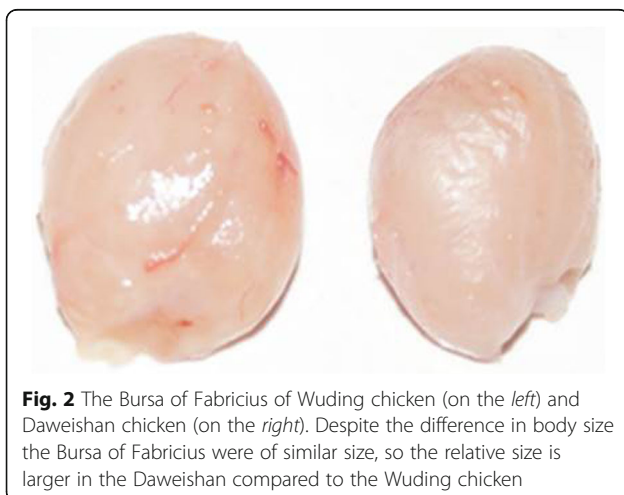 Fig. 2 The Bursa of Fabricius of Wuding chicken (on the left) and
Daweishan chicken (on the right). Despite the difference in body size
the Bursa of Fabricius were of similar size, so the relative size is
larger in the Daweishan compared to the Wuding chicken